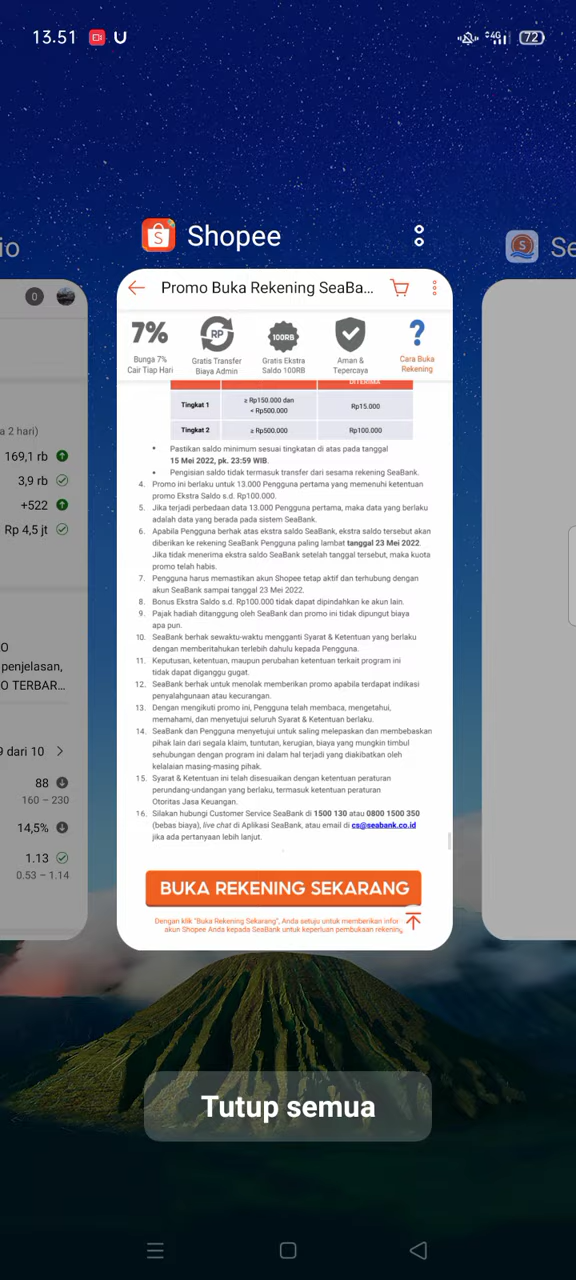 13.51
4G
72
io
Shopee
Se
0
Promo Buka Rekening SeaBa...
7%
RP
100RB
?
Bunga 7%
Cair Tiap Hari
Gratis Transfer
Biaya Admin
Gratis Ekstra
Saldo 100RB
Aman &
Tepercaya
Cara Buka
Rekening
DITERIMA
Tingkat 1
≥ Rp150.000 dan
< Rp500.000
Rp15.000
Tingkat 2
≥ Rp500.000
Rp100.000
• Pastikan saldo minimum sesuai tingkatan di atas pada tanggal
15 Mei 2022, pk. 23:59 WIB.
• Pengisian saldo tidak termasuk transfer dari sesama rekening SeaBank.
4. Promo ini berlaku untuk 13.000 Pengguna pertama yang memenuhi ketentuan
promo Ekstra Saldo s.d. Rp100.000.
5. Jika terjadi perbedaan data 13.000 Pengguna pertama, maka data yang berlaku
adalah data yang berada pada sistem SeaBank.
6. Apabila Pengguna berhak atas ekstra saldo SeaBank, ekstra saldo tersebut akan
diberikan ke rekening SeaBank Pengguna paling lambat tanggal 23 Mei 2022.
Jika tidak menerima ekstra saldo SeaBank setelah tanggal tersebut, maka kuota
promo telah habis.
7. Pengguna harus memastikan akun Shopee tetap aktif dan terhubung dengan
akun SeaBank sampai tanggal 23 Mei 2022.
8. Bonus Ekstra Saldo s.d. Rp100.000 tidak dapat dipindahkan ke akun lain.
9. Pajak hadiah ditanggung oleh SeaBank dan promo ini tidak dipungut biaya
apa pun.
10. SeaBank berhak sewaktu-waktu mengganti Syarat & Ketentuan yang berlaku
dengan memberitahukan terlebih dahulu kepada Pengguna.
11. Keputusan, ketentuan, maupun perubahan ketentuan terkait program ini
tidak dapat diganggu gugat.
12. SeaBank berhak untuk menolak memberikan promo apabila terdapat indikasi
penyalahgunaan atau kecurangan.
13. Dengan mengikuti promo ini, Pengguna telah membaca, mengetahui,
memahami, dan menyetujui seluruh Syarat & Ketentuan berlaku.
14. SeaBank dan Pengguna menyetujui untuk saling melepaskan dan membebaskan
pihak lain dari segala klaim, tuntutan, kerugian, biaya yang mungkin timbul
sehubungan dengan program ini dalam hal terjadi yang diakibatkan oleh
kelalaian masing-masing pihak.
15. Syarat & Ketentuan ini telah disesuaikan dengan ketentuan peraturan
perundang-undangan yang berlaku, termasuk ketentuan peraturan
Otoritas Jasa Keuangan.
16. Silakan hubungi Customer Service SeaBank di 1500 130 atau 0800 1500 350
(bebas biaya), live chat di Aplikasi SeaBank, atau email di cs@seabank.co.id
jika ada pertanyaan lebih lanjut.
BUKA REKENING SEKARANG
Dengan klik "Buka Rekening Sekarang", Anda setuju untuk memberikan infor
akun Shopee Anda kepada SeaBank untuk keperluan pembukaan rekening
a 2 hari)
169,1 rb
3,9 rb
+522
Rp 4,5 jt
O
penjelasan,
O TERBAR...
9 dari 10
88
160 – 230
14,5%
1.13
0.53 – 1.14
Tutup semua